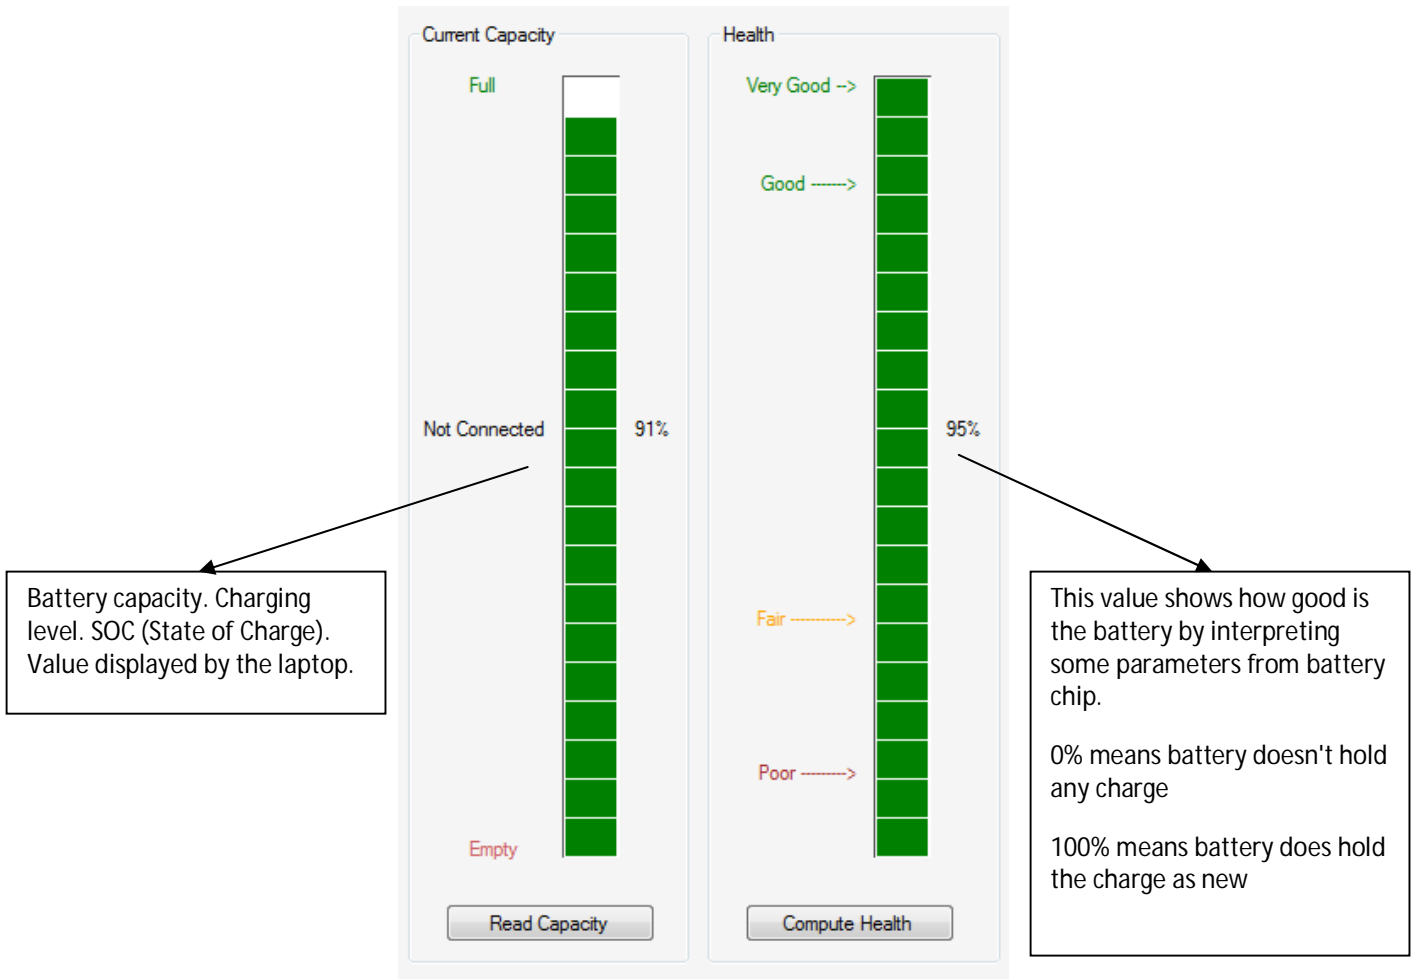 Current Capacity
Full
Not Connected
91%
Empty
Read Capacity
Health
Very Good -->
Good ------->
95%
Fair ----------->
Poor --------->
Compute Health
Battery capacity. Charging
level. SOC (State of Charge).
Value displayed by the laptop.
This value shows how good is
the battery by interpreting
some parameters from battery
chip.
0% means battery doesn't hold
any charge
100% means battery does hold
the charge as new